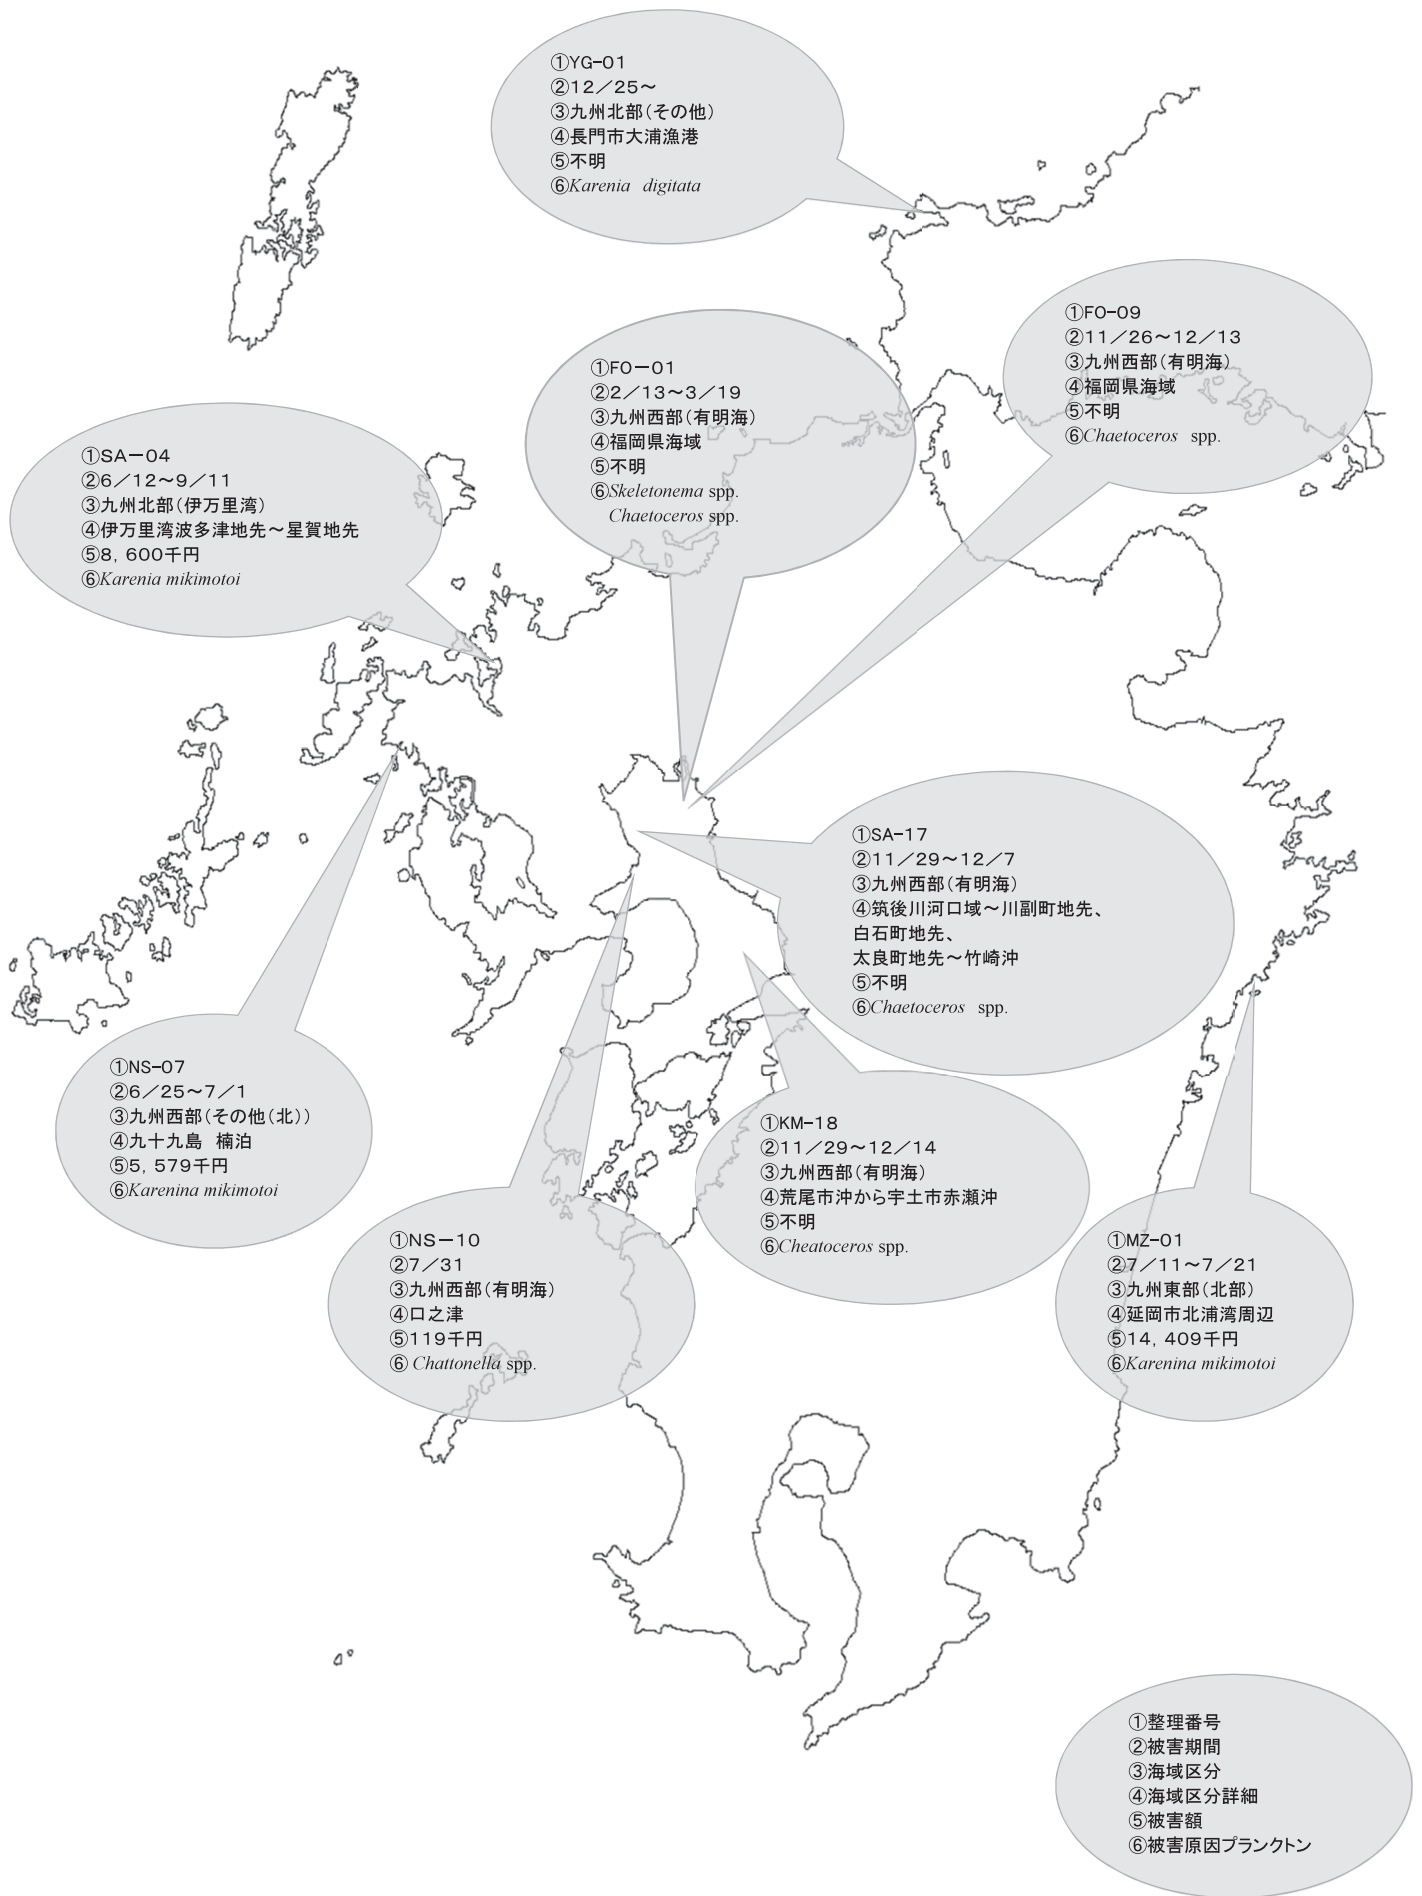 ①YG-01
②12／25～
③九州北部（その他）
④長門市大浦漁港
⑤不明
⑥Karenia digitata
①FO-09
②11／26～12／13
③九州西部（有明海）
④福岡県海域
⑤不明
⑥Chaetoceros spp.
①FO－01
②2／13～3／19
③九州西部（有明海）
④福岡県海域
⑤不明
⑥Skeletonema spp.
Chaetoceros spp.
①SA－04
②6／12～9／11
③九州北部（伊万里湾）
④伊万里湾波多津地先～星賀地先
⑤8，600千円
⑥Karenia mikimotoi
①SA-17
②11／29～12／7
③九州西部（有明海）
④筑後川河口域～川副町地先、
白石町地先、
太良町地先～竹崎沖
⑤不明
⑥Chaetoceros spp.
①NS-07
②6／25～7／1
③九州西部（その他（北））
④九十九島　楠泊
⑤5，579千円
⑥Karenina mikimotoi
①KM-18
②11／29～12／14
③九州西部（有明海）
④荒尾市沖から宇土市赤瀬沖
⑤不明
⑥Cheatoceros spp.
①NS－10
②7／31
③九州西部（有明海）
④口之津
⑤119千円
⑥ Chattonella spp.
①MZ-01
②7／11～7／21
③九州東部（北部）
④延岡市北浦湾周辺
⑤14，409千円
⑥Karenina mikimotoi
①整理番号
②被害期間
③海域区分
④海域区分詳細
⑤被害額
⑥被害原因プランクトン